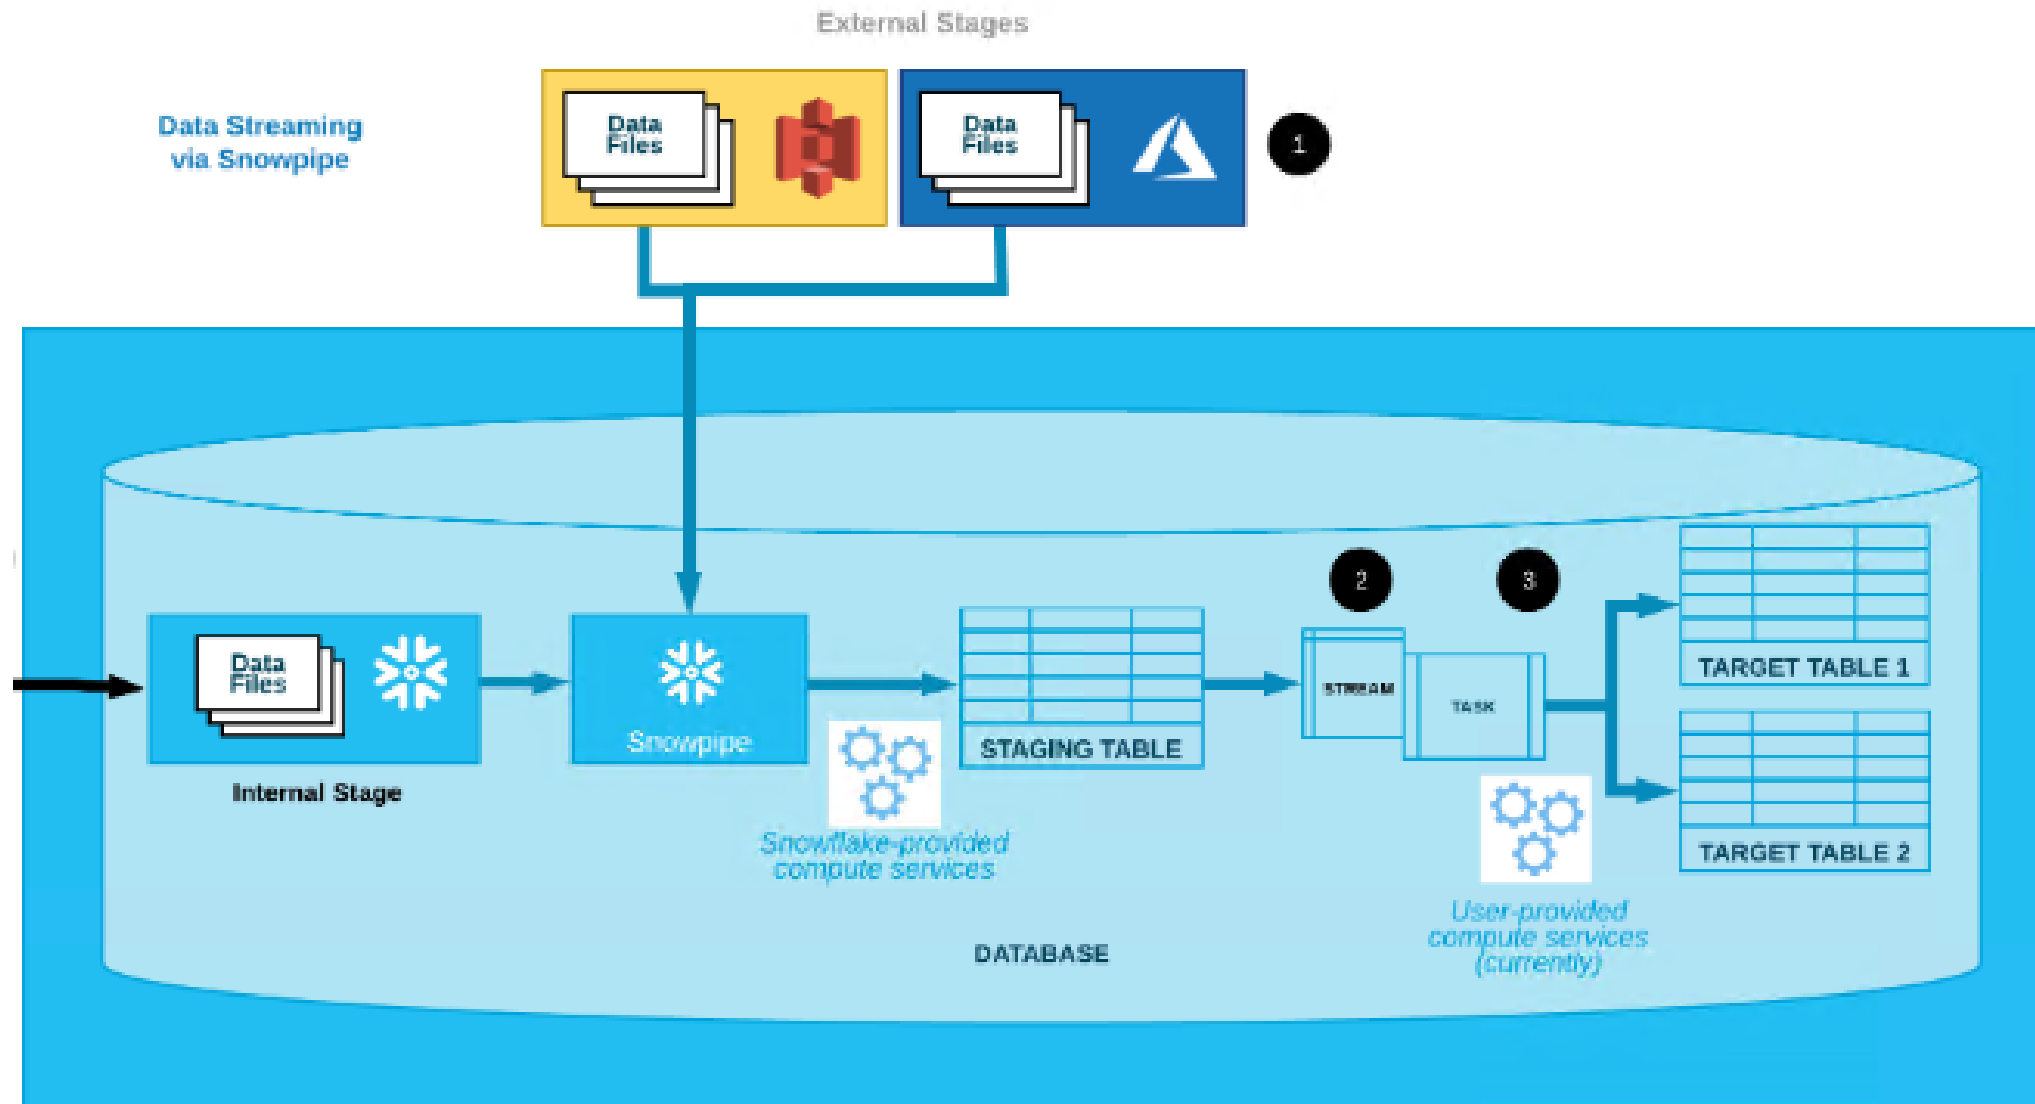 External Stages
Data Streaming
via Snowpipe
Data
Files
Data
Files
1
2
3
Data
Files
Snowpipe
STAGING TABLE
STREAM
TASK
TARGET TABLE 1
TARGET TABLE 2
Internal Stage
Snowflake-provided
compute services
User-provided
compute services
(currently)
DATABASE